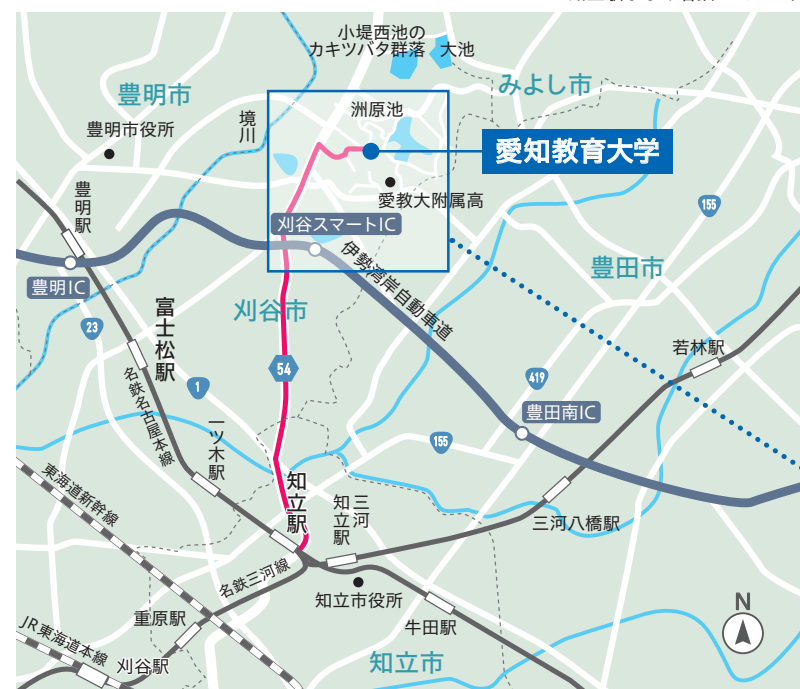 小堤西池の
カキツバタ群落
大池
みよし市
豊明市
洲原池
境川
豊明市役所
愛知教育大学
豊明駅
愛教大附属高
155
刈谷スマートIC
伊勢湾岸自動車道
豊田市
豊明IC
富士松駅
刈谷市
23
若林駅
54
419
1
名鉄名古屋本線
豊田南IC
一ツ木駅
155
東海道新幹線
知立駅
三河
知立駅
三河八橋駅
名鉄三河線
知立市役所
N
重原駅
牛田駅
JR東海道本線
刈谷駅
知立市